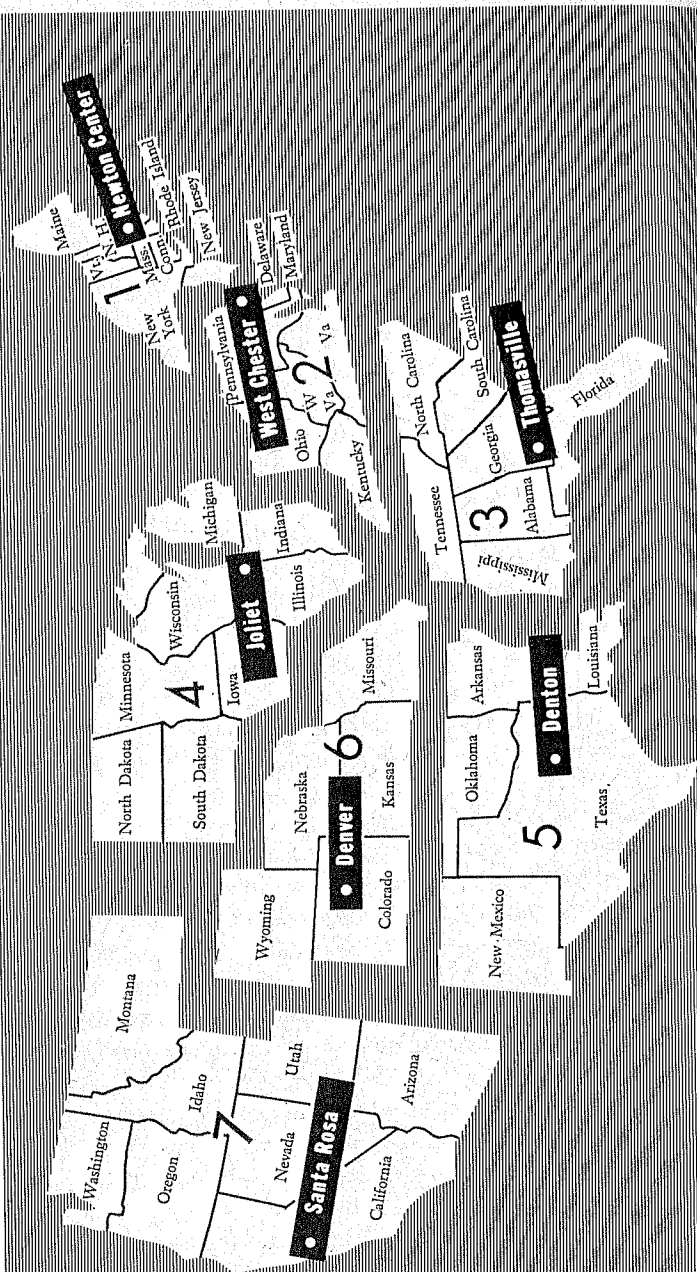 Washington
Oregon
Idaho
Montana
7
Nevada
Utah
Santa Rosa
California
Arizona
Wyoming
Nebraska
Denver
6
Colorado
Kansas
Missouri
North Dakota
Minnesota
South Dakota
4
Wisconsin
Michigan
Iowa
Joliet
Illinois
Indiana
New Mexico
Oklahoma
Arkansas
5
Denton
Texas
Louisiana
Tennessee
North Carolina
3
Mississippi
Alabama
Georgia
South Carolina
Thomasville
Florida
Pennsylvania
West Chester
Delaware
Maryland
Ohio
W
Va
2
Va
Kentucky
Maine
Vt.
N. H.
1
Newton Center
New
York
Mass.
Conn.
Rhode Island
New Jersey